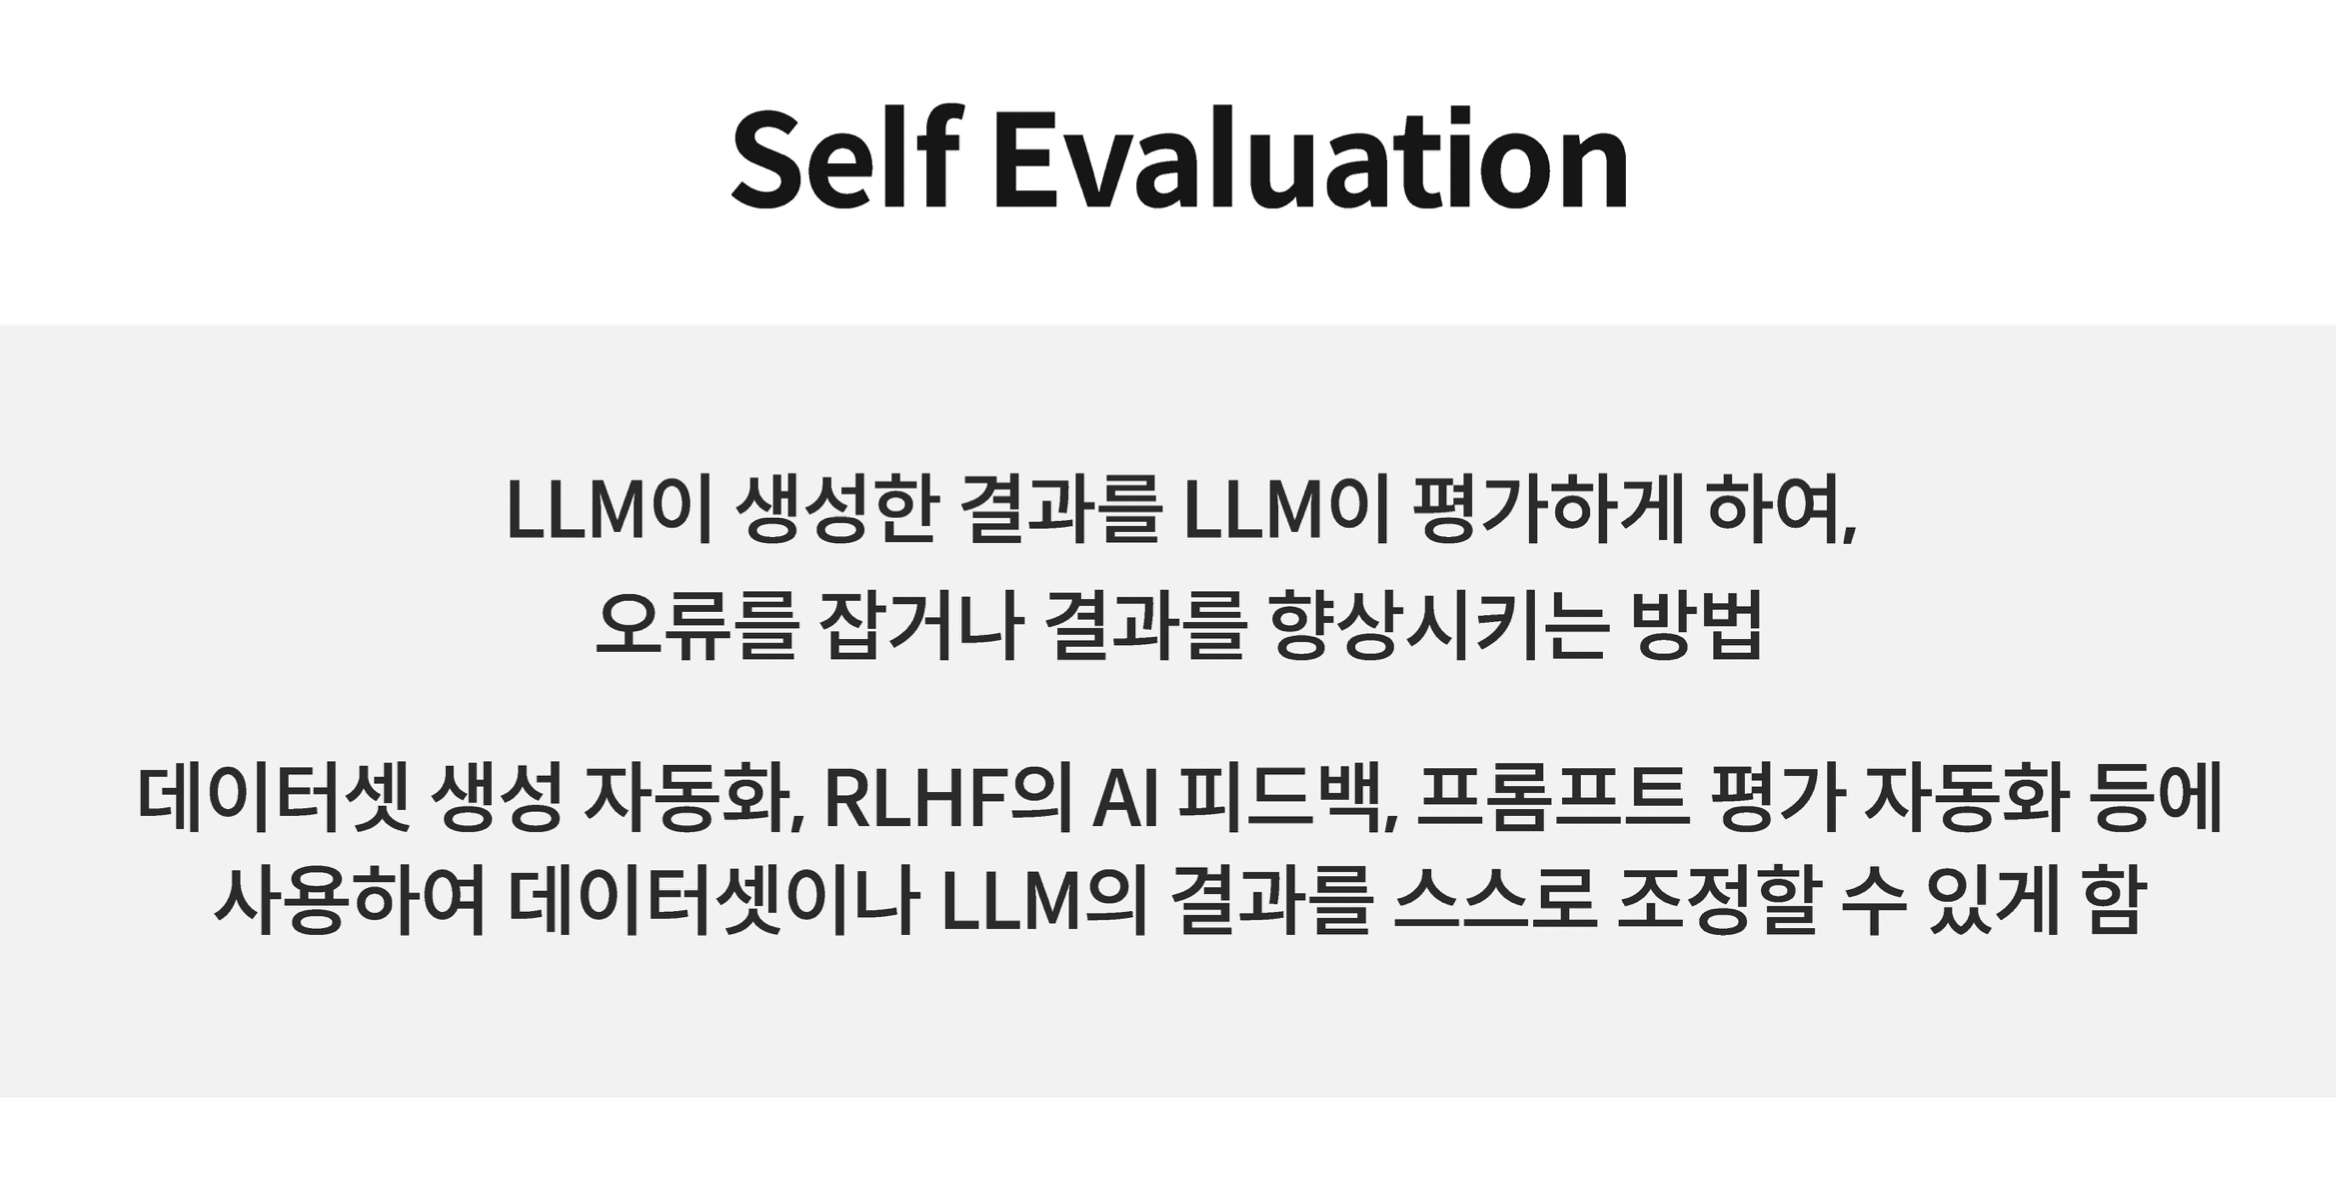 Self Evaluation
LLM이 생성한 결과를 LLM이 평가하게 하여,
오류를 잡거나 결과를 향상시키는 방법
데이터셋 생성 자동화, RLHF의 AI 피드백, 프롬프트 평가 자동화 등에
사용하여 데이터셋이나 LLM의 결과를 스스로 조정할 수 있게 함